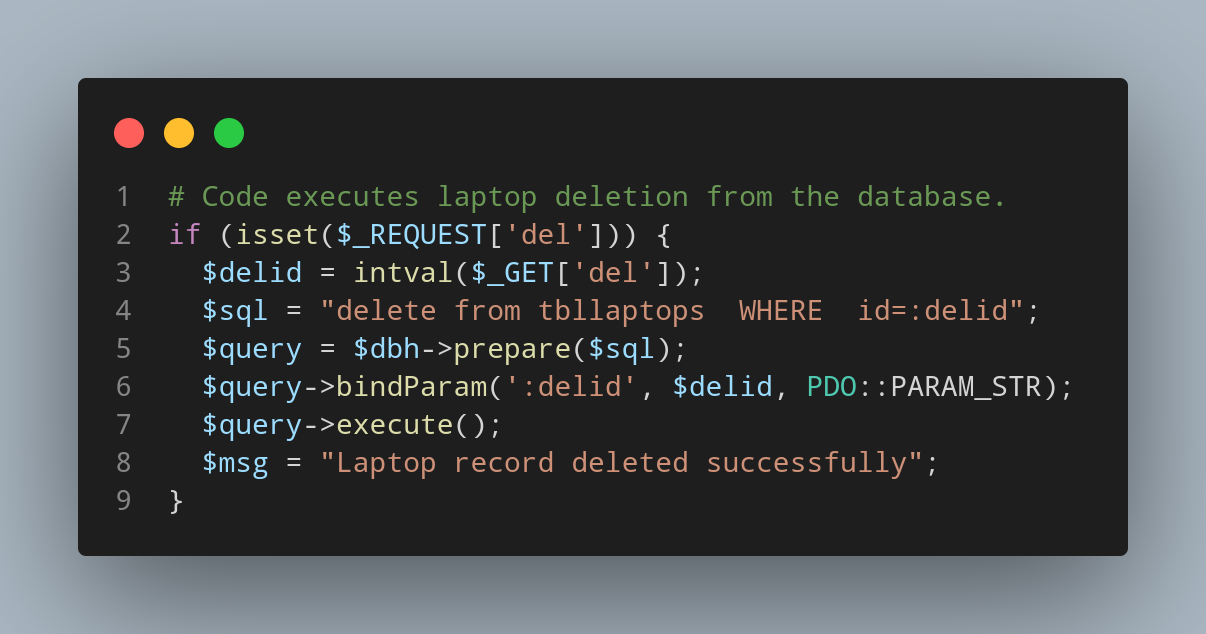 1 # Code executes laptop deletion from the database.
2 if (isset($_REQUEST['del'])) {
3   $delid = intval($_GET['del']);
4   $sql = "delete from tbllaptops  WHERE  id=:delid";
5   $query = $dbh->prepare($sql);
6   $query->bindParam(':delid', $delid, PDO::PARAM_STR);
7   $query->execute();
8   $msg = "Laptop record deleted successfully";
9 }